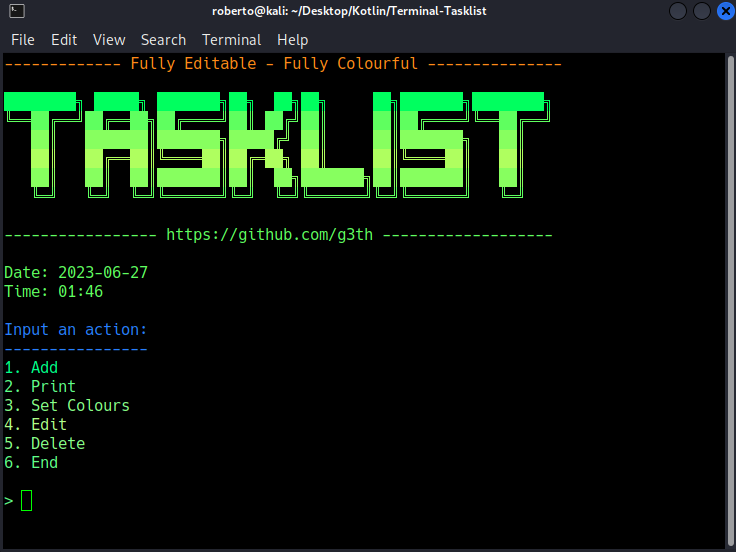 roberto@kali: ~/Desktop/Kotlin/Terminal-Tasklist
File Edit View Search Terminal Help
------------- Fully Editable - Fully Colourful ---------------
TASKLIST
----------------- https://github.com/g3th -------------------
Date: 2023-06-27
Time: 01:46
Input an action:
----------------
1. Add
2. Print
3. Set Colours
4. Edit
5. Delete
6. End
>